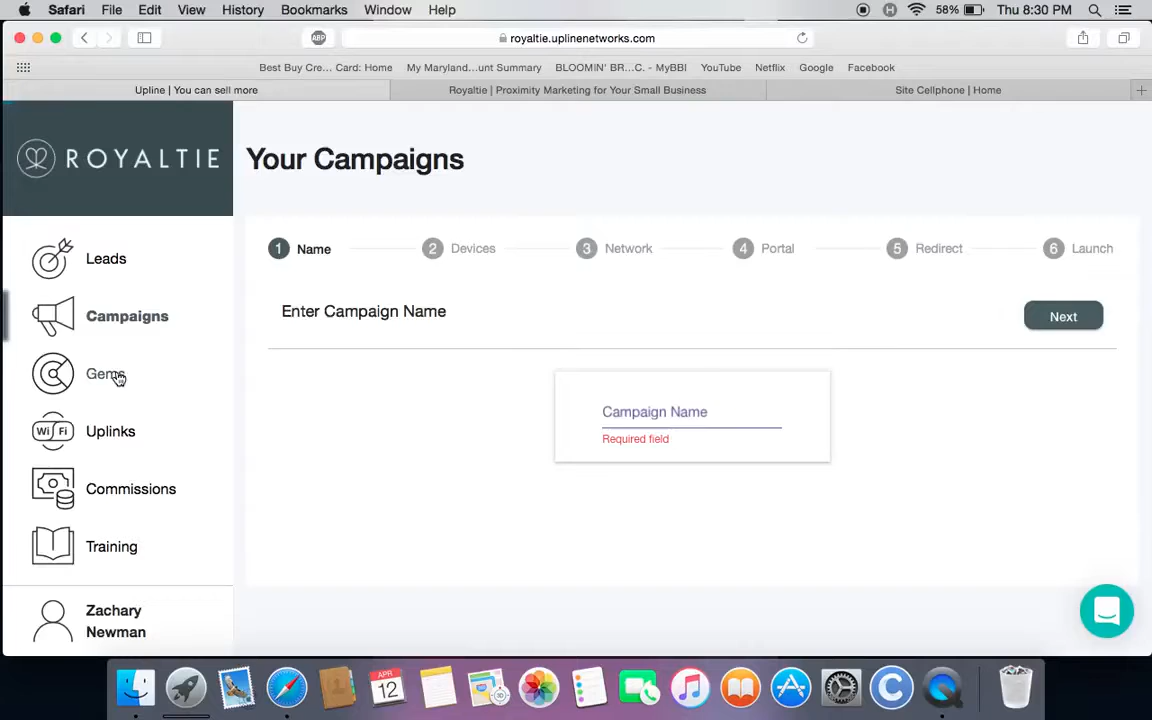 Safari File Edit View History Bookmarks Window Help 58% Thu 8:30 PM
ABP royaltie.uplinenetworks.com
Best Buy Cre... Card: Home My Maryland...unt Summary BLOOMIN' BR...C. - MyBBI YouTube Netflix Google Facebook
Upline | You can sell more Royaltie | Proximity Marketing for Your Small Business Site Cellphone | Home
ROYALTIE
Your Campaigns
1 Name 2 Devices 3 Network 4 Portal 5 Redirect 6 Launch
Leads
Enter Campaign Name
Next
Campaigns
Gems
Campaign Name
Required field
Wi Fi Uplinks
Commissions
Training
Zachary
Newman
APR
12
3D